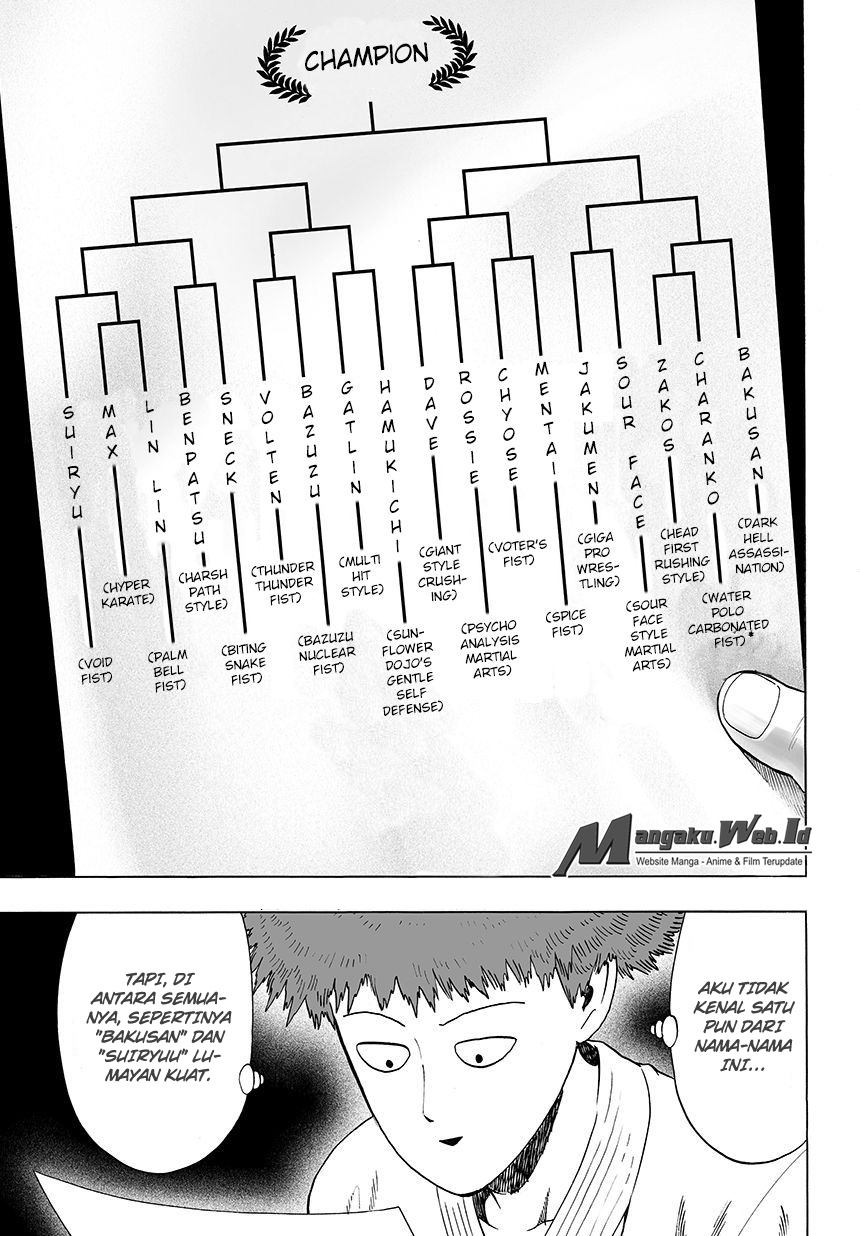 CHAMPION
SUIRYU
MAX
LIN LIN
BENPATSU
SNECK
VOLTEN
BAZUZU
GATLIN
HAMUKICHI
DAVE
ROSSIE
CHYOSE
MENTAI
JAKUMEN
SOUR FACE
ZAKOS
CHARANKO
BAKUSAN
(VOID
FIST)
(HYPER
KARATE)
(PALM
BELL
FIST)
(HARSH
PATH
STYLE)
(BITING
SNAKE
FIST)
(THUNDER
THUNDER
FIST)
(BAZUZU
NUCLEAR
FIST)
(MULTI
HIT
STYLE)
(SUN-
FLOWER
DOJO'S
GENTLE
SELF
DEFENSE)
(GIANT
STYLE
CRUSH-
ING)
(PSYCHO
ANALYSIS
MARTIAL
ARTS)
(VOTER'S
FIST)
(SPICE
FIST)
(GIGA
PRO
WRES-
TLING)
(SOUR
FACE
STYLE
MARTIAL
ARTS)
(HEAD
FIRST
RUSHING
STYLE)
(WATER
POLO
CARBONATED
FIST)*
(DARK
HELL
ASSASSI-
NATION)
Mangaku.Web.Id
Website Manga - Anime & Film Terupdate
AKU TIDAK
KENAL SATU
PUN DARI
NAMA-NAMA
INI...
TAPI, DI
ANTARA SEMUA-
NYA, SEPERTINYA
"BAKUSAN" DAN
"SUIRYUU" LU-
MAYAN KUAT.